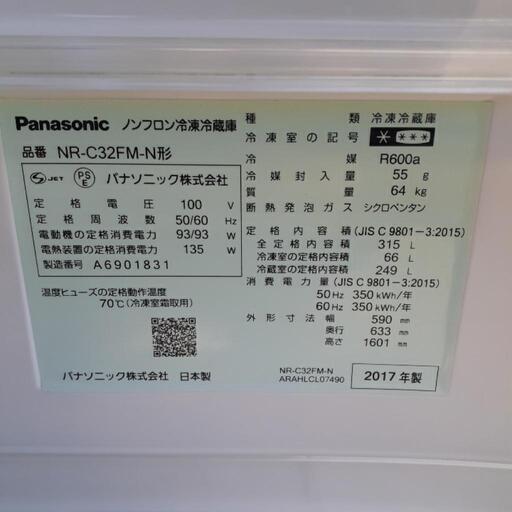 Panasonic ノンフロン冷凍冷蔵庫
品番 NR-C32FM-N形
JET PSE パナソニック株式会社
定格電圧 100 V
定格周波数 50/60 Hz
電動機の定格消費電力 93/93 W
電熱装置の定格消費電力 135 W
製造番号 A6901831
温度ヒューズの定格動作温度
70℃(冷凍室霜取用)
パナソニック株式会社 日本製
種類 冷凍冷蔵庫
冷凍室の記号
冷媒 R600a
冷媒封入量 55 g
質量 64 kg
断熱発泡ガス シクロペンタン
定格内容積(JIS C 9801-3:2015)
全定格内容積 315 L
冷凍室の定格内容積 66 L
冷蔵室の定格内容積 249 L
消費電力量(JIS C 9801-3:2015)
50Hz 350 kWh/年
60Hz 350 kWh/年
外形寸法 幅 590 mm
奥行 633 mm
高さ 1601 mm
NR-C32FM-N
ARAHLCL07490
2017年製